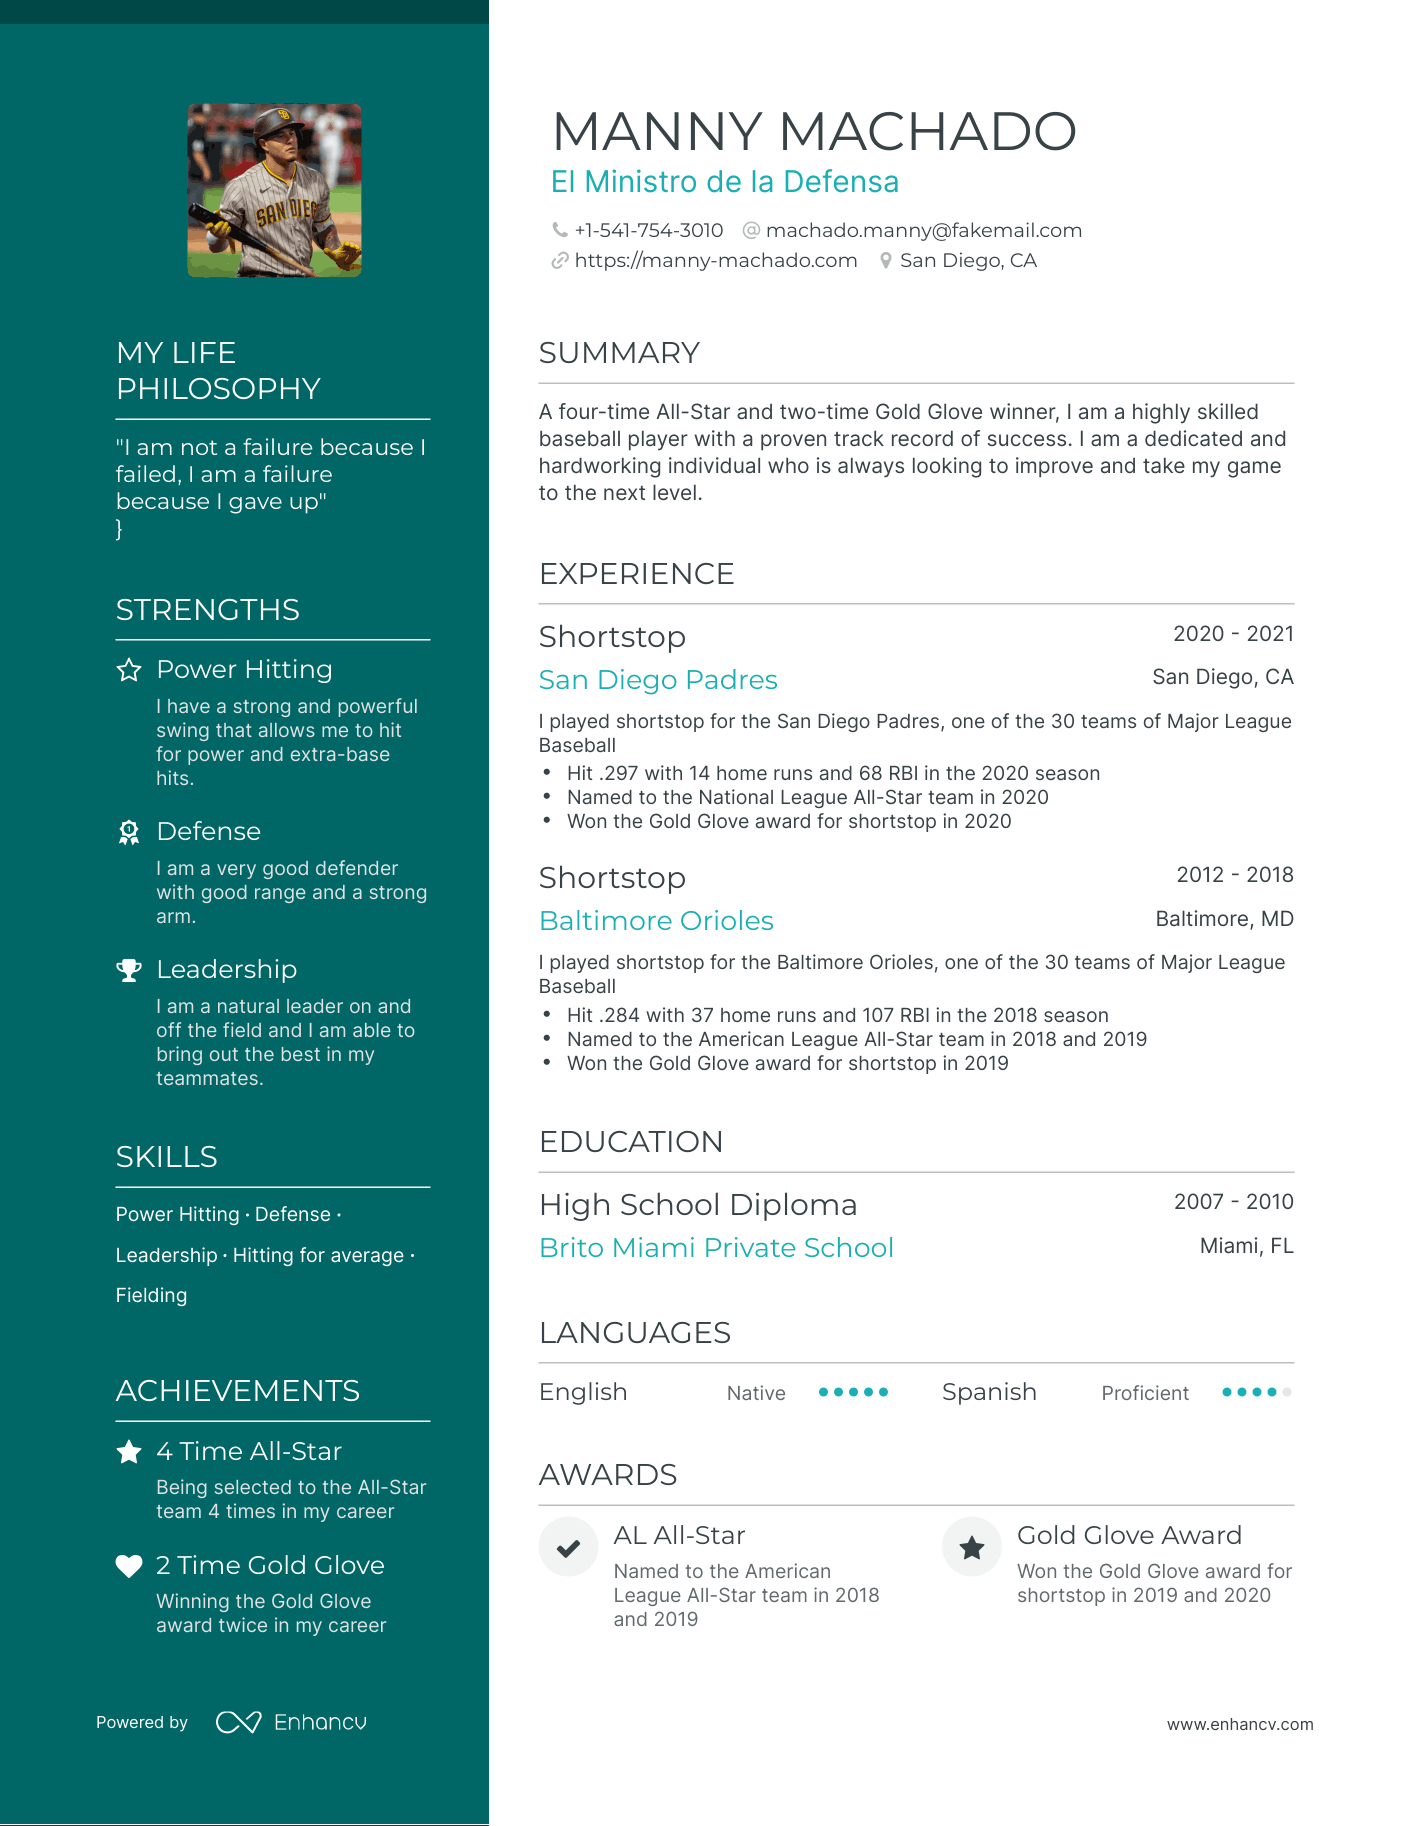 SAN DIEGO
MY LIFE
PHILOSOPHY
"I am not a failure because I
failed, I am a failure
because I gave up"
}
STRENGTHS
Power Hitting
I have a strong and powerful
swing that allows me to hit
for power and extra-base
hits.
Defense
I am a very good defender
with good range and a strong
arm.
Leadership
I am a natural leader on and
off the field and I am able to
bring out the best in my
teammates.
SKILLS
Power Hitting · Defense ·
Leadership · Hitting for average ·
Fielding
ACHIEVEMENTS
4 Time All-Star
Being selected to the All-Star
team 4 times in my career
2 Time Gold Glove
Winning the Gold Glove
award twice in my career
Powered by Enhancv
MANNY MACHADO
El Ministro de la Defensa
+1-541-754-3010 machado.manny@fakemail.com
https://manny-machado.com San Diego, CA
SUMMARY
A four-time All-Star and two-time Gold Glove winner, I am a highly skilled
baseball player with a proven track record of success. I am a dedicated and
hardworking individual who is always looking to improve and take my game
to the next level.
EXPERIENCE
Shortstop 2020 - 2021
San Diego Padres San Diego, CA
I played shortstop for the San Diego Padres, one of the 30 teams of Major League
Baseball
• Hit .297 with 14 home runs and 68 RBI in the 2020 season
• Named to the National League All-Star team in 2020
• Won the Gold Glove award for shortstop in 2020
Shortstop 2012 - 2018
Baltimore Orioles Baltimore, MD
I played shortstop for the Baltimore Orioles, one of the 30 teams of Major League
Baseball
• Hit .284 with 37 home runs and 107 RBI in the 2018 season
• Named to the American League All-Star team in 2018 and 2019
• Won the Gold Glove award for shortstop in 2019
EDUCATION
High School Diploma 2007 - 2010
Brito Miami Private School Miami, FL
LANGUAGES
English Native Spanish Proficient
AWARDS
AL All-Star
Named to the American
League All-Star team in 2018
and 2019
Gold Glove Award
Won the Gold Glove award for
shortstop in 2019 and 2020
www.enhancv.com